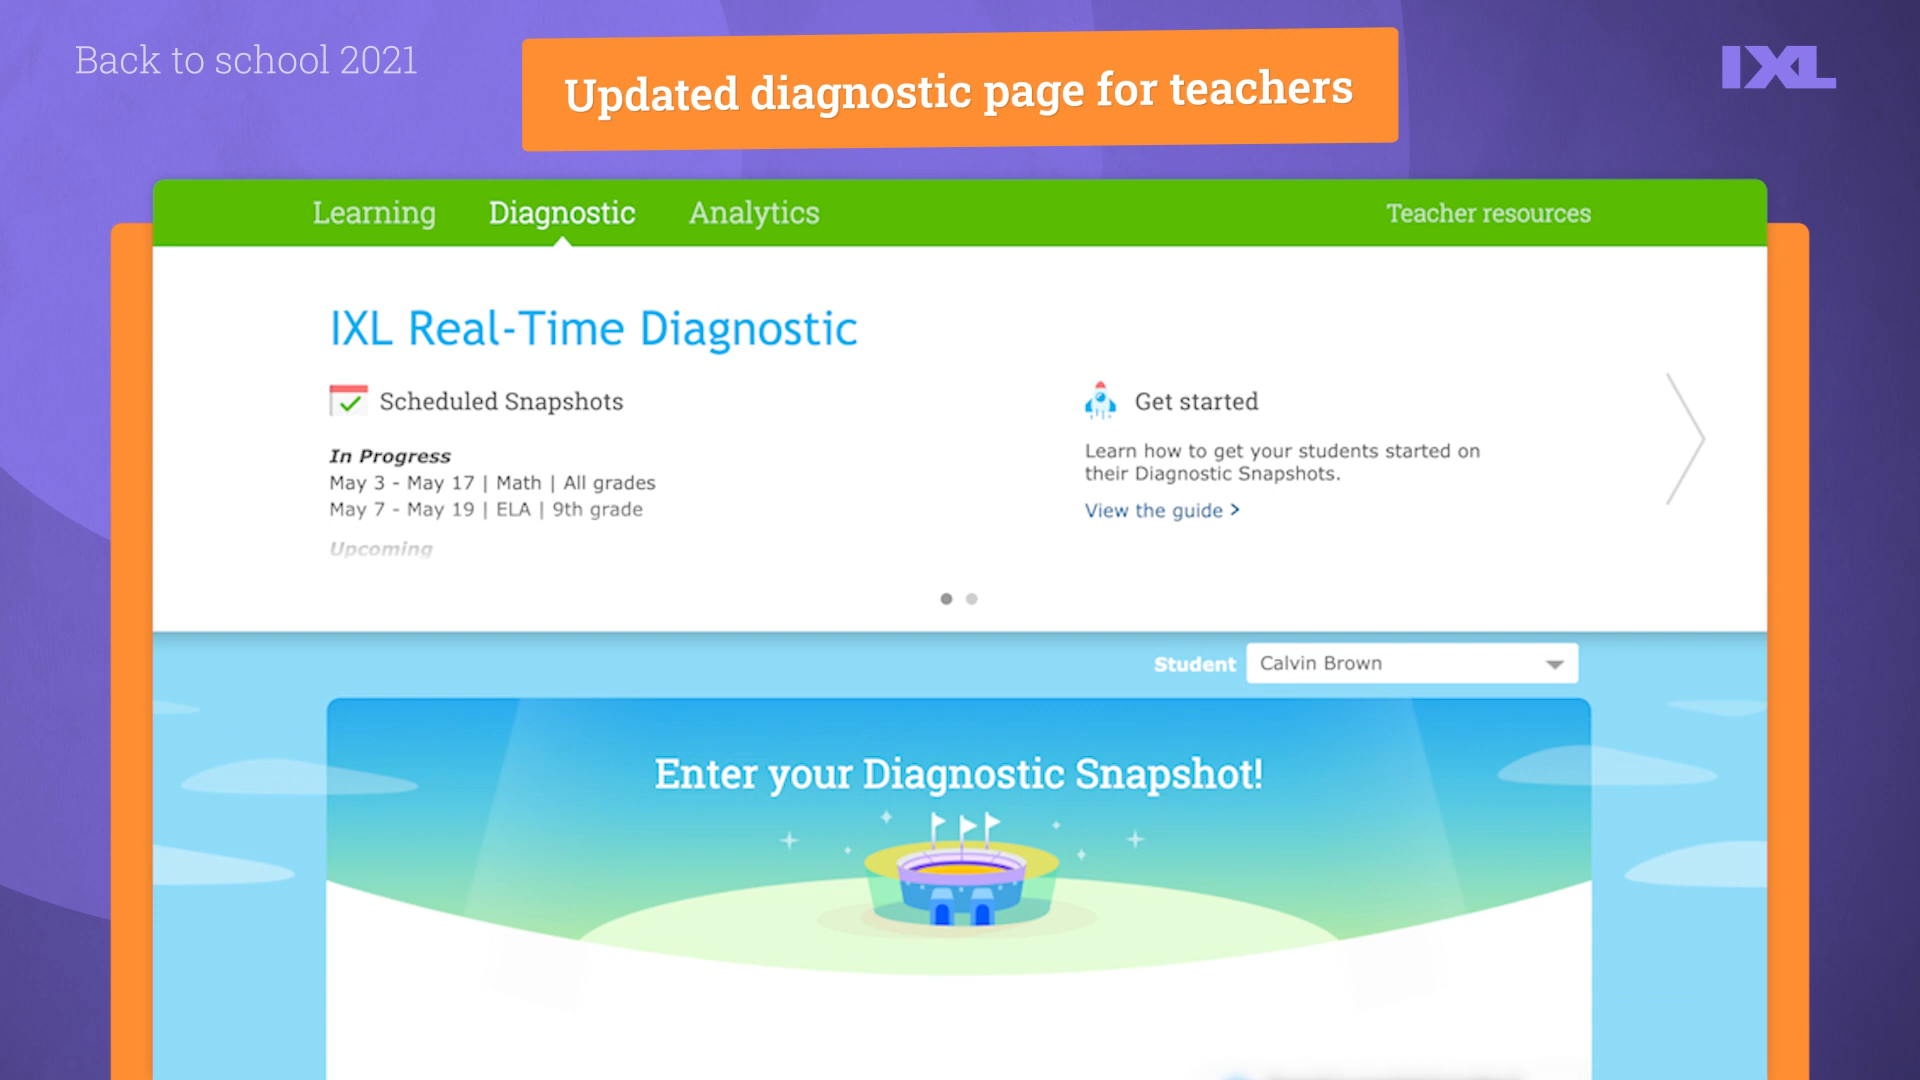 Back to school 2021
Updated diagnostic page for teachers
IXL
Learning Diagnostic Analytics Teacher resources
IXL Real-Time Diagnostic
Scheduled Snapshots
In Progress
May 3 - May 17 | Math | All grades
May 7 - May 19 | ELA | 9th grade
Upcoming
Get started
Learn how to get your students started on
their Diagnostic Snapshots.
View the guide >
Student Calvin Brown
Enter your Diagnostic Snapshot!